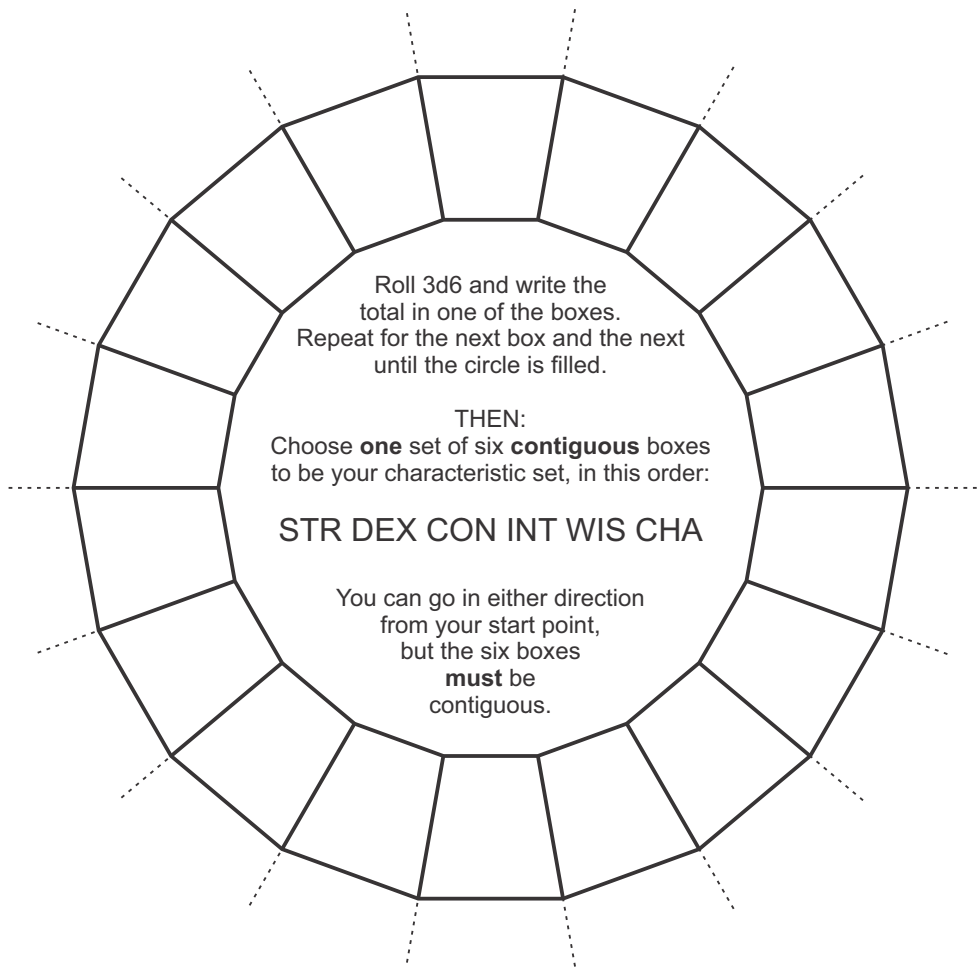 Roll 3d6 and write the
total in one of the boxes.
Repeat for the next box and the next
until the circle is filled.
THEN:
Choose one set of six contiguous boxes
to be your characteristic set, in this order:
STR DEX CON INT WIS CHA
You can go in either direction
from your start point,
but the six boxes
must be
contiguous.